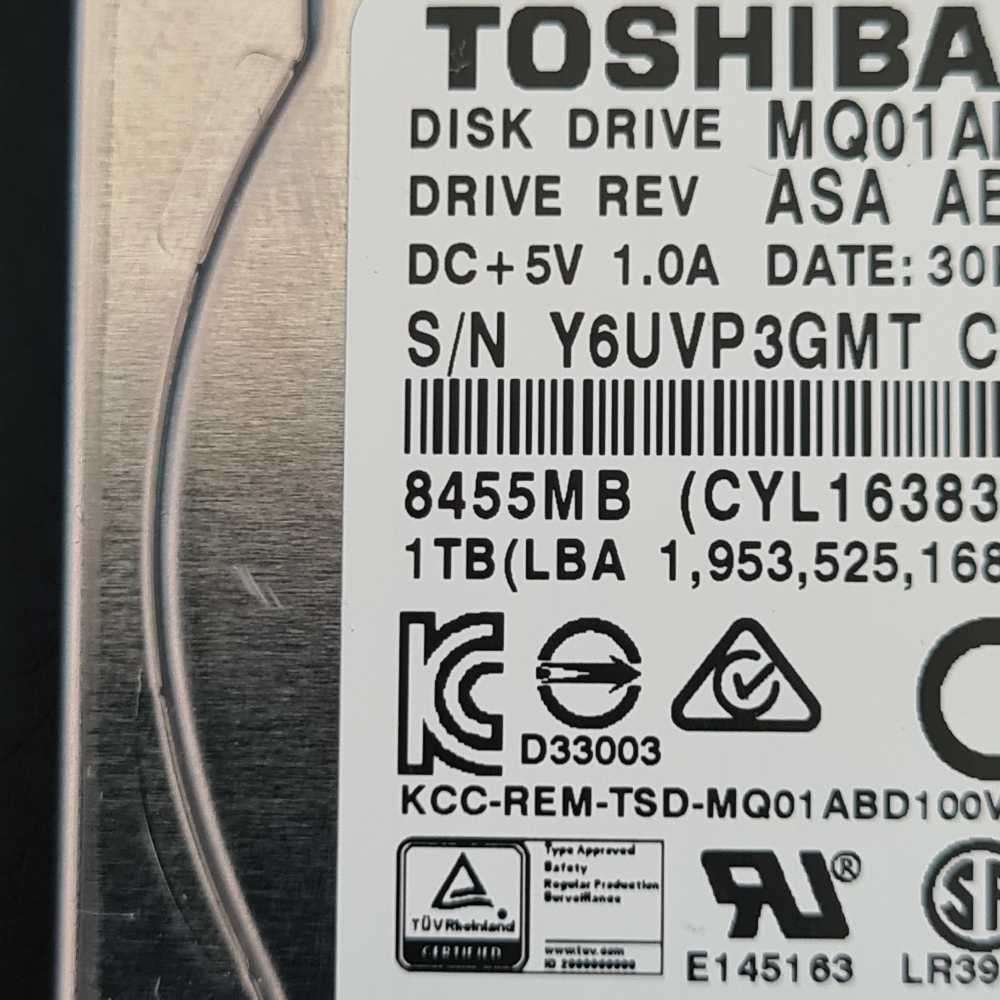 TOSHIBA
DISK DRIVE MQ01A
DRIVE REV ASA AE
DC+5V 1.0A DATE: 30
S/N Y6UVP3GMT C
8455MB (CYL16383
1TB(LBA 1,953,525,168
D33003
KCC-REM-TSD-MQ01ABD100V
Type Approved
Safety
Regular Production
Surveillance
TÜVRheinland
CERTIFIED
www.tuv.com
ID
®
E145163 LR39